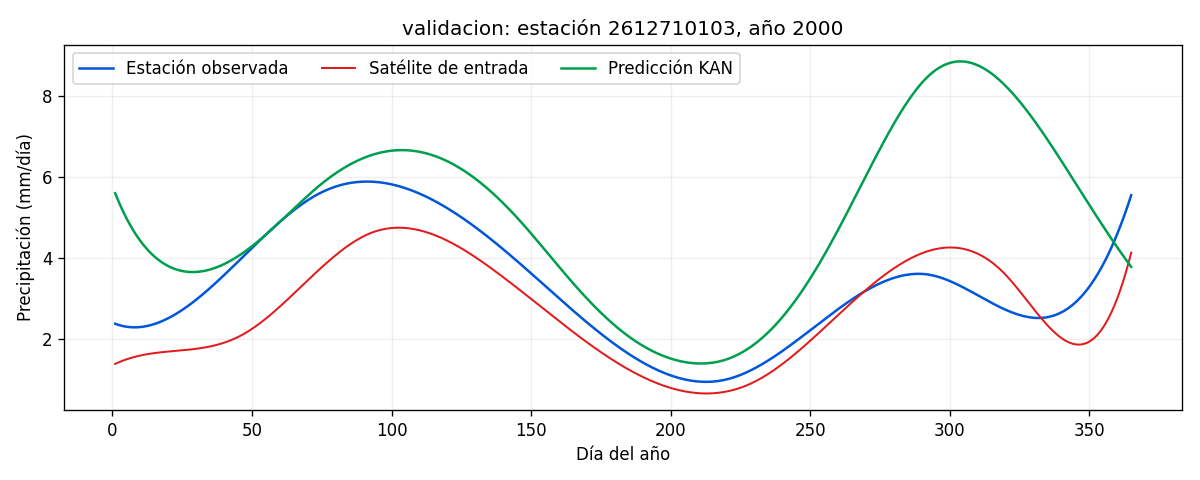 validacion: estación 2612710103, año 2000
Estación observada
Satélite de entrada
Predicción KAN
Precipitación (mm/día)
8
6
4
2
0
50
100
150
200
250
300
350
Día del año